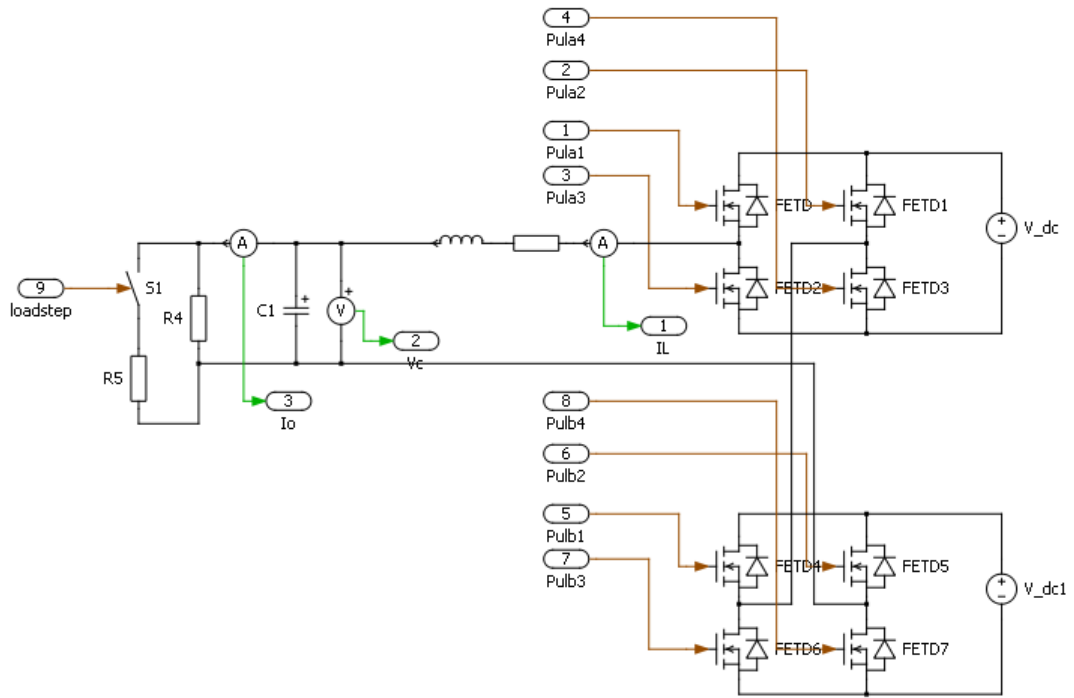 4
Pula4
2
Pula2
1
Pula1
3
Pula3
FETD
FETD1
V_dc
A
A
9
loadstep
S1
R4
C1
V
FETD2
FETD3
2
Vc
1
IL
R5
3
Io
8
Pulb4
6
Pulb2
5
Pulb1
7
Pulb3
FETD4
FETD5
V_dc1
FETD6
FETD7